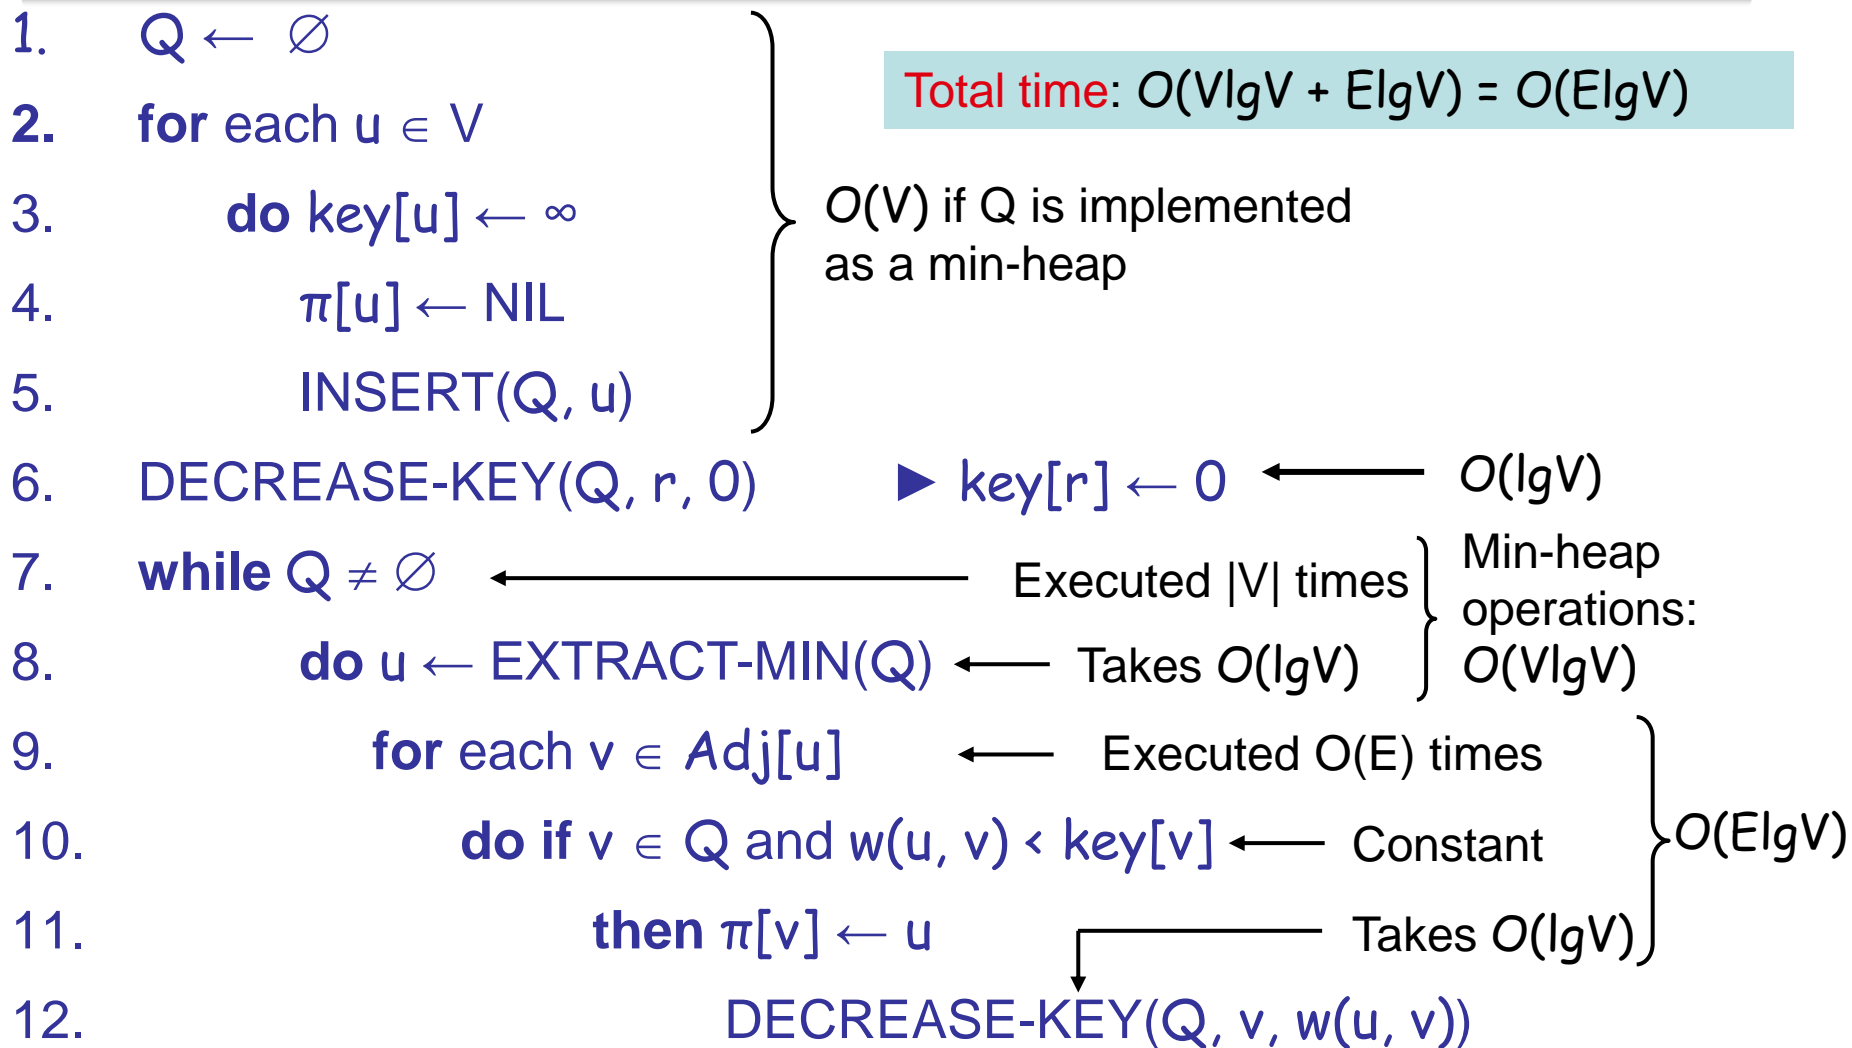 1. Q ← ∅
Total time: O(VlgV + ElgV) = O(ElgV)
2. for each u ∈ V
3. do key[u] ← ∞
O(V) if Q is implemented
as a min-heap
4. π[u] ← NIL
5. INSERT(Q, u)
6. DECREASE-KEY(Q, r, 0) ► key[r] ← 0 ← O(lgV)
7. while Q ≠ ∅ ← Executed |V| times
Min-heap
operations:
O(VlgV)
8. do u ← EXTRACT-MIN(Q) ← Takes O(lgV)
9. for each v ∈ Adj[u] ← Executed O(E) times
10. do if v ∈ Q and w(u, v) < key[v] ← Constant
O(ElgV)
11. then π[v] ← u
Takes O(lgV)
12. DECREASE-KEY(Q, v, w(u, v))